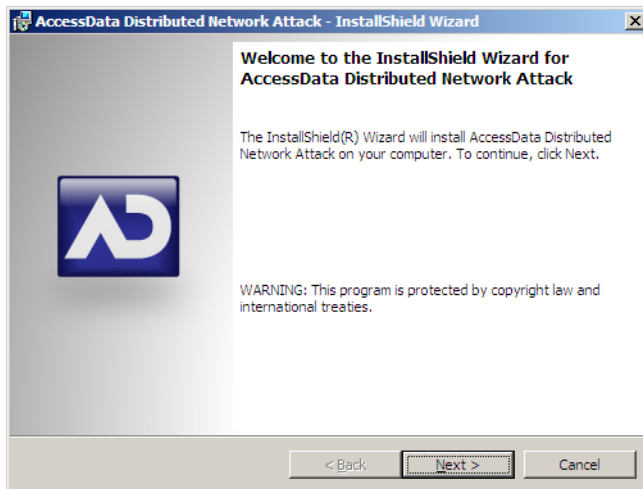 AccessData Distributed Network Attack - InstallShield Wizard
Welcome to the InstallShield Wizard for
AccessData Distributed Network Attack
The InstallShield(R) Wizard will install AccessData Distributed
Network Attack on your computer. To continue, click Next.
AD
WARNING: This program is protected by copyright law and
international treaties.
< Back
Next >
Cancel